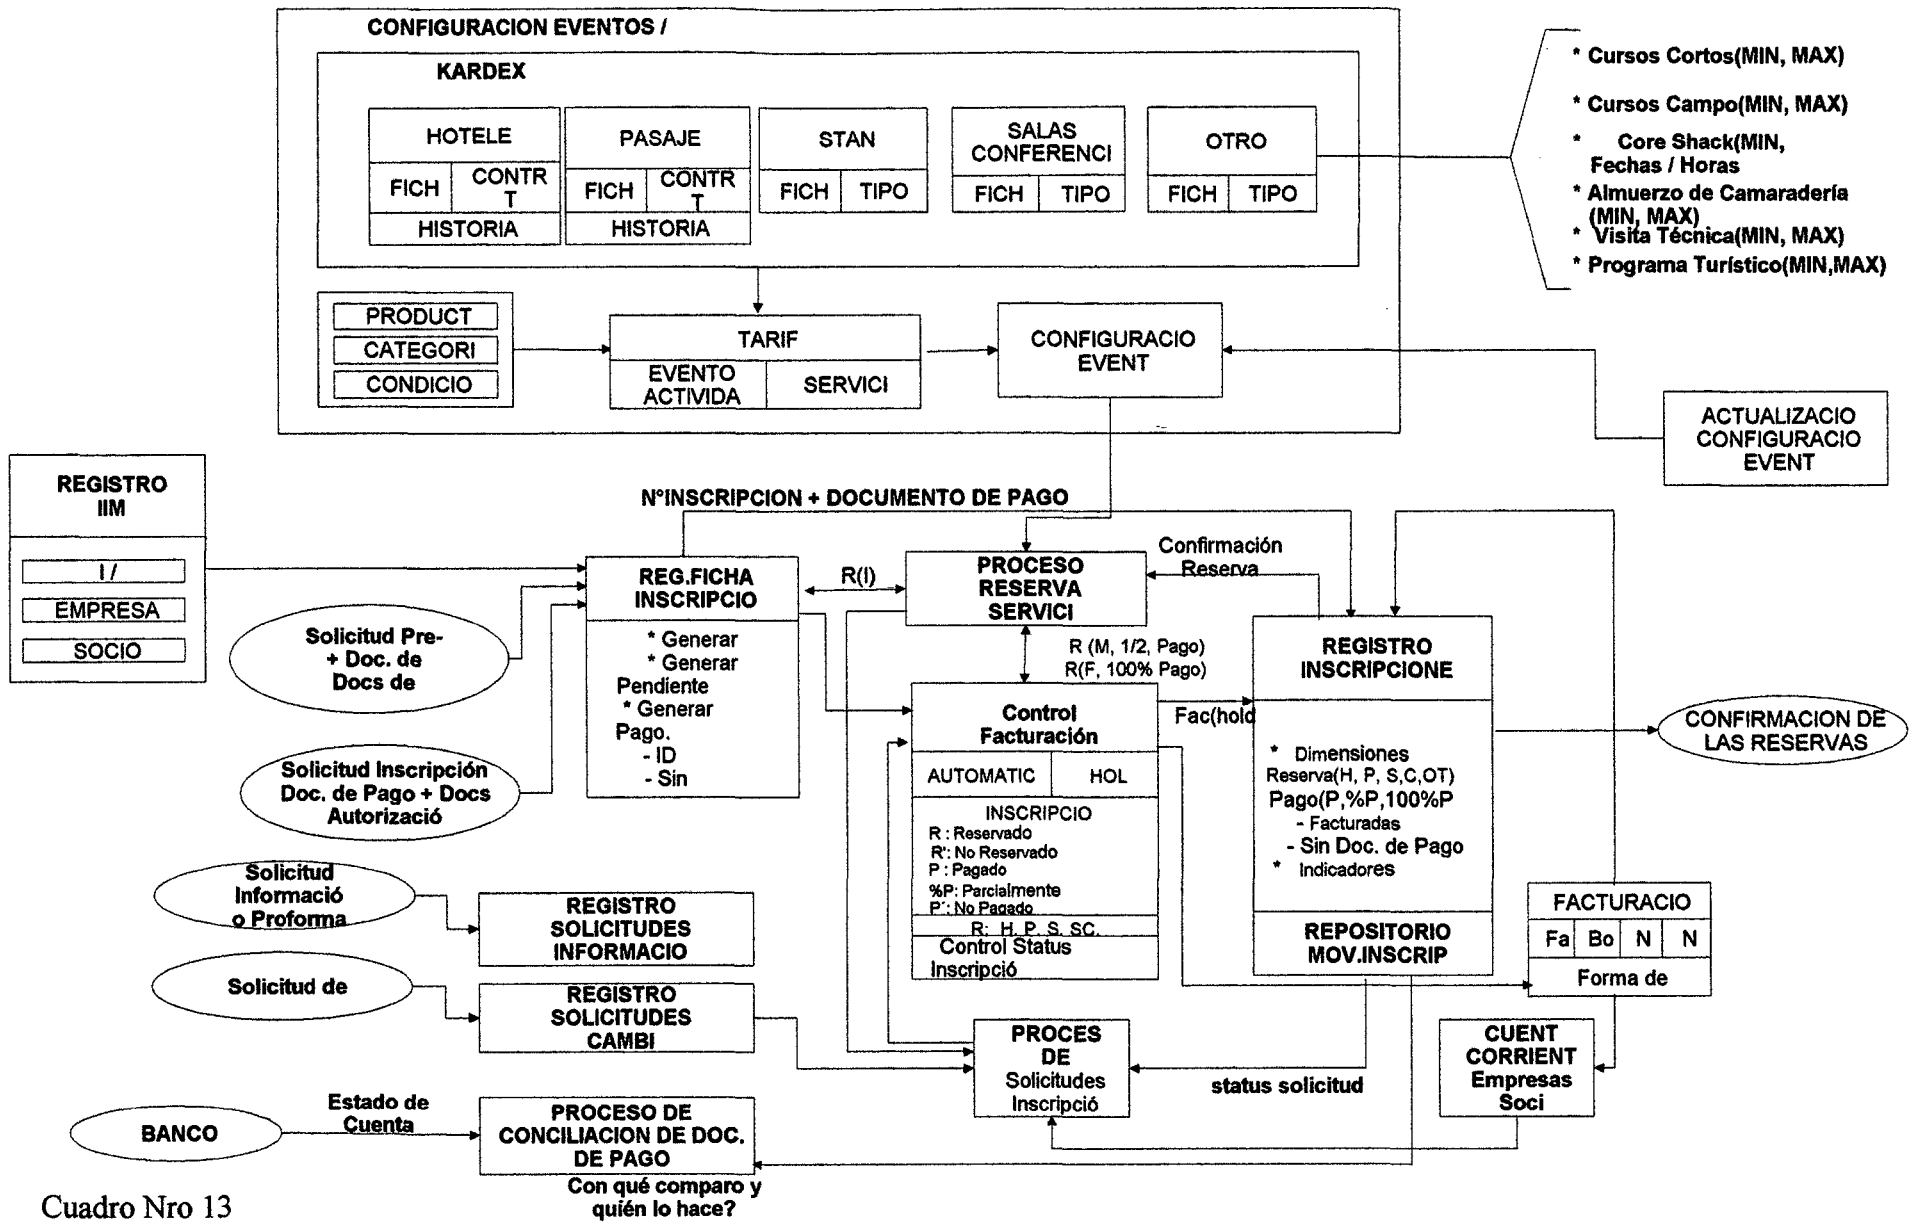 CONFIGURACION EVENTOS /
KARDEX
HOTELE
FICH
CONTR
T
HISTORIA
PASAJE
FICH
CONTR
T
HISTORIA
STAN
FICH
TIPO
SALAS
CONFERENCI
FICH
TIPO
OTRO
FICH
TIPO
* Cursos Cortos(MIN, MAX)
* Cursos Campo(MIN, MAX)
* Core Shack(MIN,
Fechas / Horas
* Almuerzo de Camaradería
(MIN, MAX)
* Visita Técnica(MIN, MAX)
* Programa Turístico(MIN,MAX)
PRODUCT
CATEGORI
CONDICIO
TARIF
EVENTO
ACTIVIDA
SERVICI
CONFIGURACIO
EVENT
ACTUALIZACIO
CONFIGURACIO
EVENT
REGISTRO
IIM
I /
EMPRESA
SOCIO
N°INSCRIPCION + DOCUMENTO DE PAGO
Solicitud Pre-
+ Doc. de
Docs de
Solicitud Inscripción
Doc. de Pago + Docs
Autorizació
REG.FICHA
INSCRIPCIO
* Generar
* Generar
Pendiente
* Generar
Pago.
- ID
- Sin
R(I)
PROCESO
RESERVA
SERVICI
Confirmación
Reserva
R (M, 1/2, Pago)
R(F, 100% Pago)
Control
Facturación
AUTOMATIC
HOL
INSCRIPCIO
R : Reservado
R': No Reservado
P : Pagado
%P: Parcialmente
P´: No Pagado
R: H, P, S, SC,
Control Status
Inscripció
Fac(hold
REGISTRO
INSCRIPCIONE
* Dimensiones
Reserva(H, P, S,C,OT)
Pago(P,%P,100%P
- Facturadas
- Sin Doc. de Pago
* Indicadores
REPOSITORIO
MOV.INSCRIP
CONFIRMACION DE
LAS RESERVAS
Solicitud
Informació
o Proforma
REGISTRO
SOLICITUDES
INFORMACIO
Solicitud de
REGISTRO
SOLICITUDES
CAMBI
FACTURACIO
Fa
Bo
N
N
Forma de
PROCES
DE
Solicitudes
Inscripció
status solicitud
CUENT
CORRIENT
Empresas
Soci
BANCO
Estado de
Cuenta
PROCESO DE
CONCILIACION DE DOC.
DE PAGO
Con qué comparo y
quién lo hace?
Cuadro Nro 13